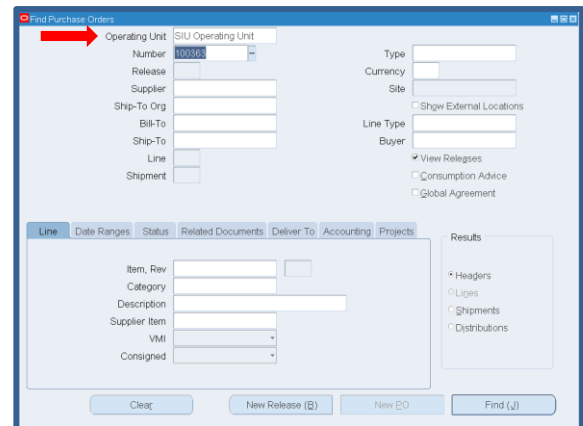 Find Purchase Orders
Operating Unit SIU Operating Unit
Number 100363 Type
Release Currency
Supplier Site
Ship-To Org Show External Locations
Bill-To Line Type
Ship-To Buyer
Line View Releases
Shipment Consumption Advice
Global Agreement
Line Date Ranges Status Related Documents Deliver To Accounting Projects
Results
Item, Rev
Category
Description
Supplier Item
VMI
Consigned
Headers
Lines
Shipments
Distributions
Clear New Release (B) New PO Find (J)